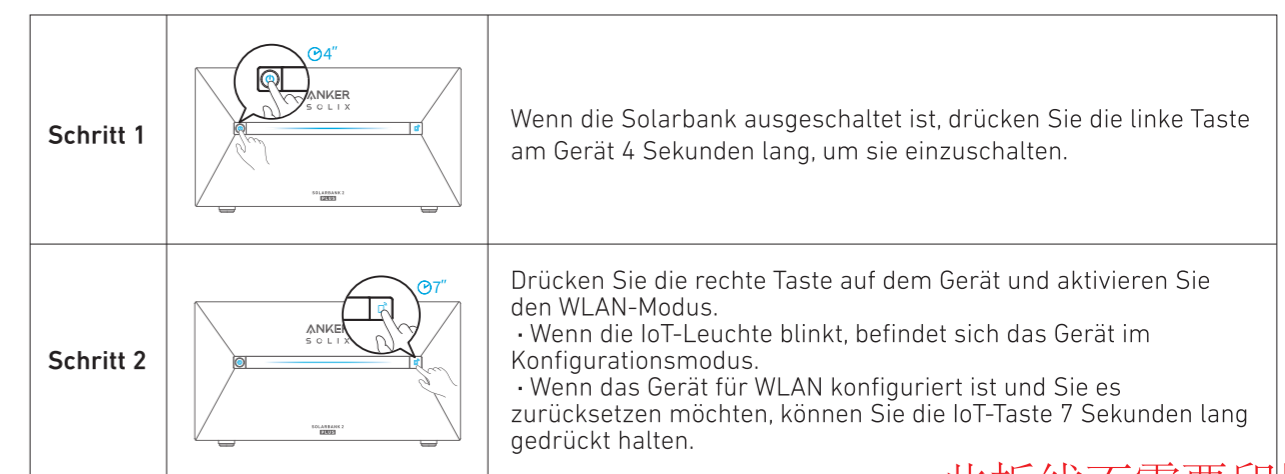 Schritt 1
4"
ANKER
SOLIX
SOLARBANK 2
PLUS
Wenn die Solarbank ausgeschaltet ist, drücken Sie die linke Taste
am Gerät 4 Sekunden lang, um sie einzuschalten.
Schritt 2
7"
ANKE
SOLIX
SOLARBANK 2
PLUS
Drücken Sie die rechte Taste auf dem Gerät und aktivieren Sie
den WLAN-Modus.
· Wenn die IoT-Leuchte blinkt, befindet sich das Gerät im
Konfigurationsmodus.
· Wenn das Gerät für WLAN konfiguriert ist und Sie es
zurücksetzen möchten, können Sie die IoT-Taste 7 Sekunden lang
gedrückt halten.